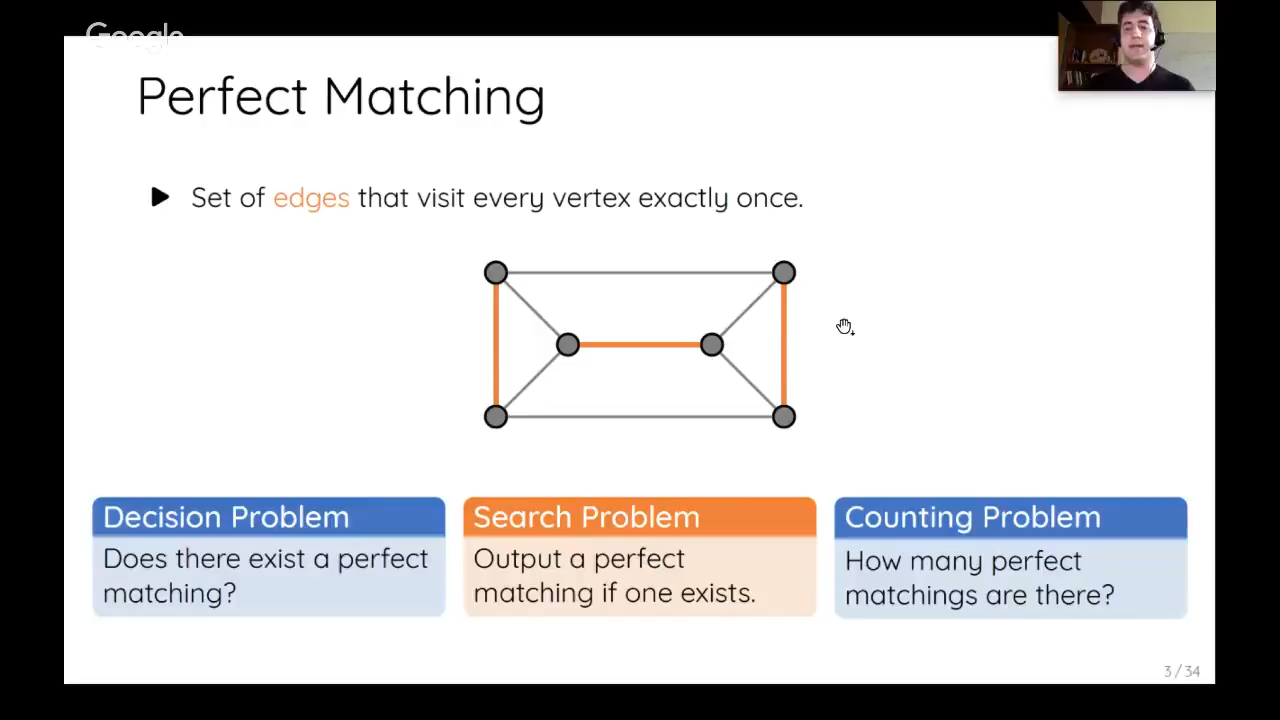 Google
Perfect Matching
Set of edges that visit every vertex exactly once.
Decision Problem
Does there exist a perfect
matching?
Search Problem
Output a perfect
matching if one exists.
Counting Problem
How many perfect
matchings are there?
3 / 34